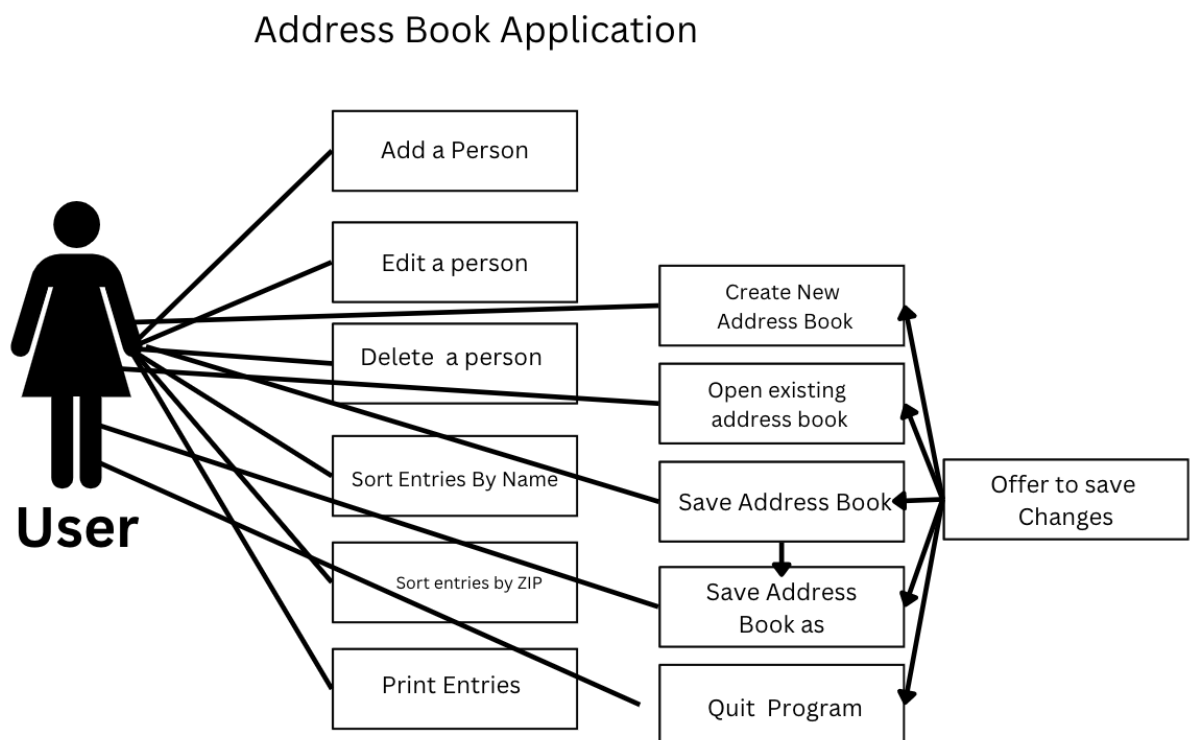 Address Book Application
Add a Person
Edit a person
Delete a person
Sort Entries By Name
Sort entries by ZIP
Print Entries
User
Create New
Address Book
Open existing
address book
Save Address Book
Save Address
Book as
Quit Program
Offer to save
Changes